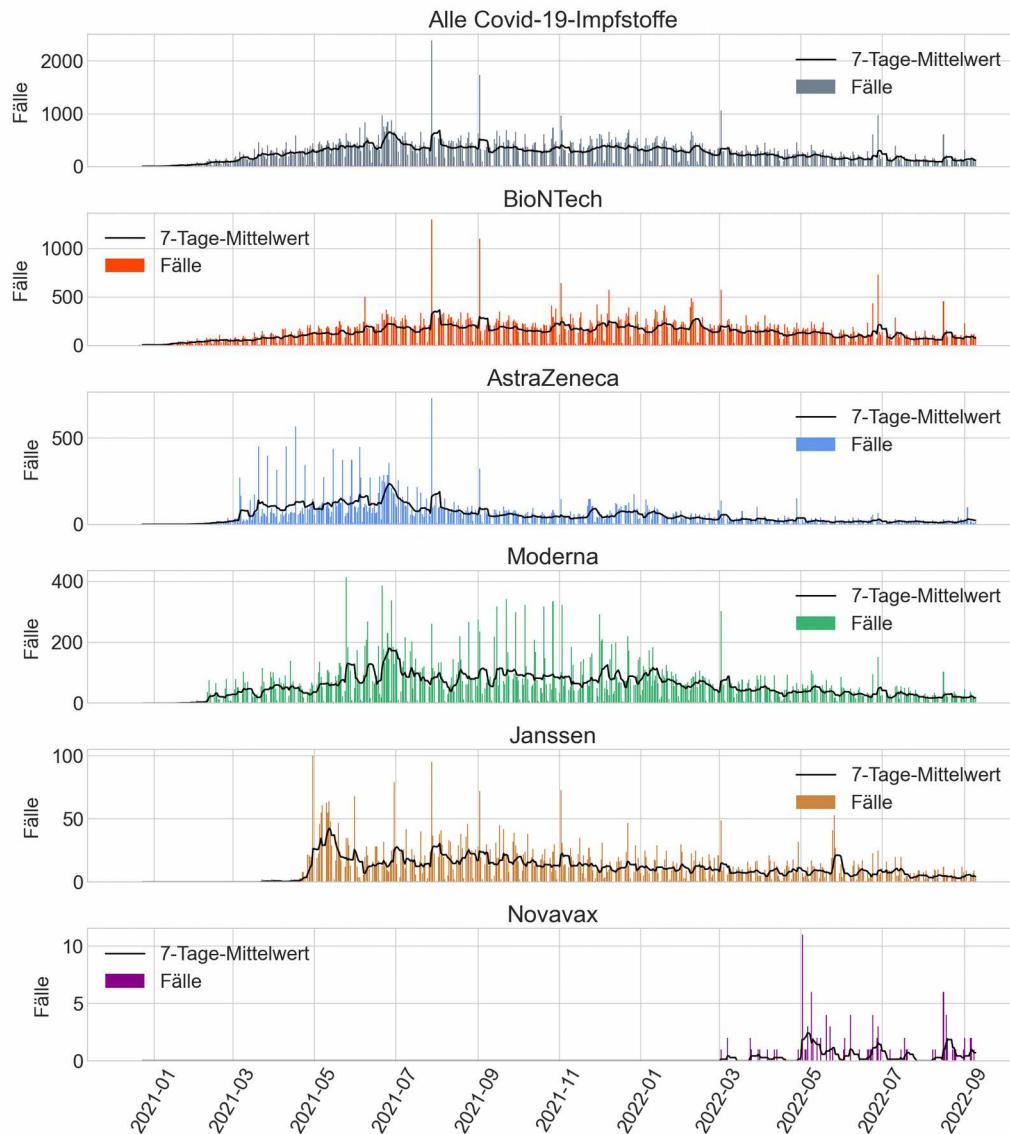 Alle Covid-19-Impfstoffe
Fälle
2000
1000
0
7-Tage-Mittelwert
Fälle
BioNTech
Fälle
1000
500
0
7-Tage-Mittelwert
Fälle
AstraZeneca
Fälle
500
0
7-Tage-Mittelwert
Fälle
Moderna
Fälle
400
200
0
7-Tage-Mittelwert
Fälle
Janssen
Fälle
100
50
0
7-Tage-Mittelwert
Fälle
Novavax
Fälle
10
5
0
7-Tage-Mittelwert
Fälle
2021-01
2021-03
2021-05
2021-07
2021-09
2021-11
2022-01
2022-03
2022-05
2022-07
2022-09